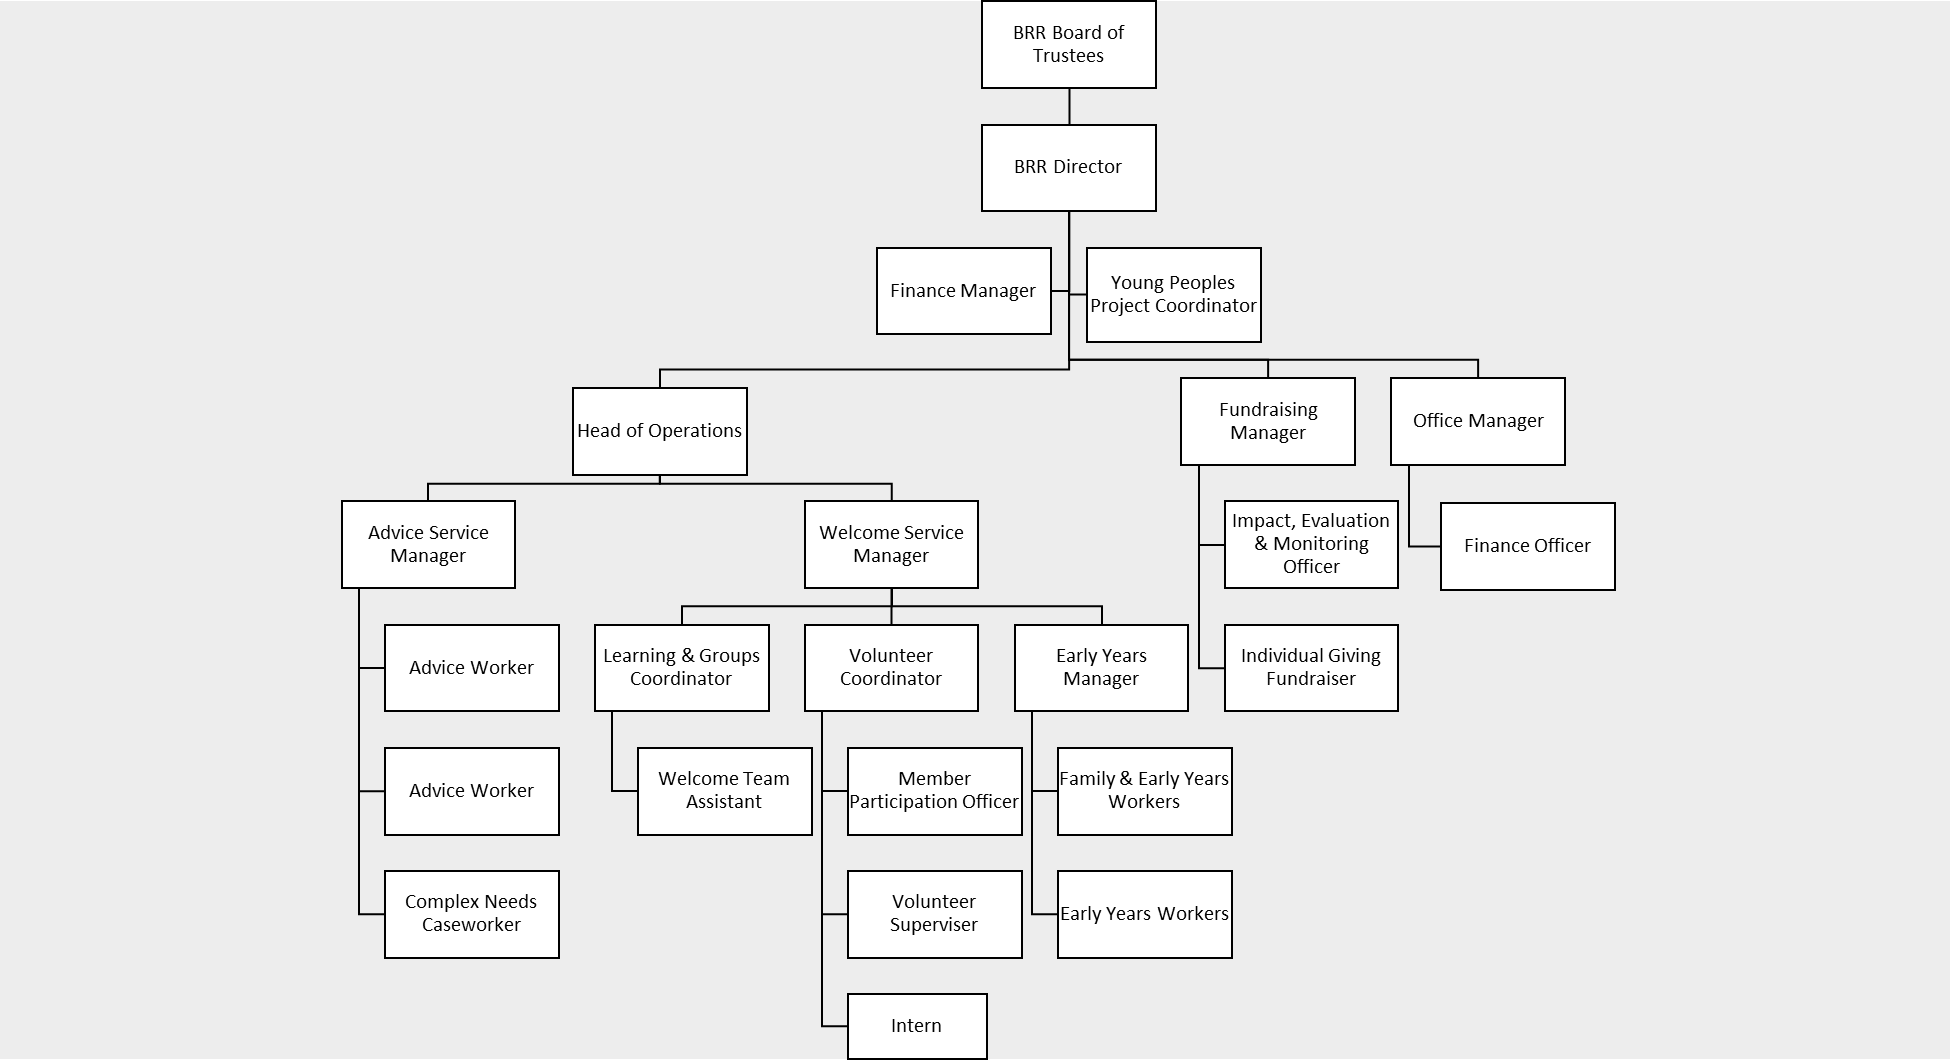 BRR Board of
Trustees
BRR Director
Finance Manager
Young Peoples
Project Coordinator
Head of Operations
Fundraising
Manager
Office Manager
Advice Service
Manager
Welcome Service
Manager
Impact, Evaluation
& Monitoring
Officer
Finance Officer
Advice Worker
Learning & Groups
Coordinator
Volunteer
Coordinator
Early Years
Manager
Individual Giving
Fundraiser
Advice Worker
Welcome Team
Assistant
Member
Participation Officer
Family & Early Years
Workers
Complex Needs
Caseworker
Volunteer
Superviser
Early Years Workers
Intern